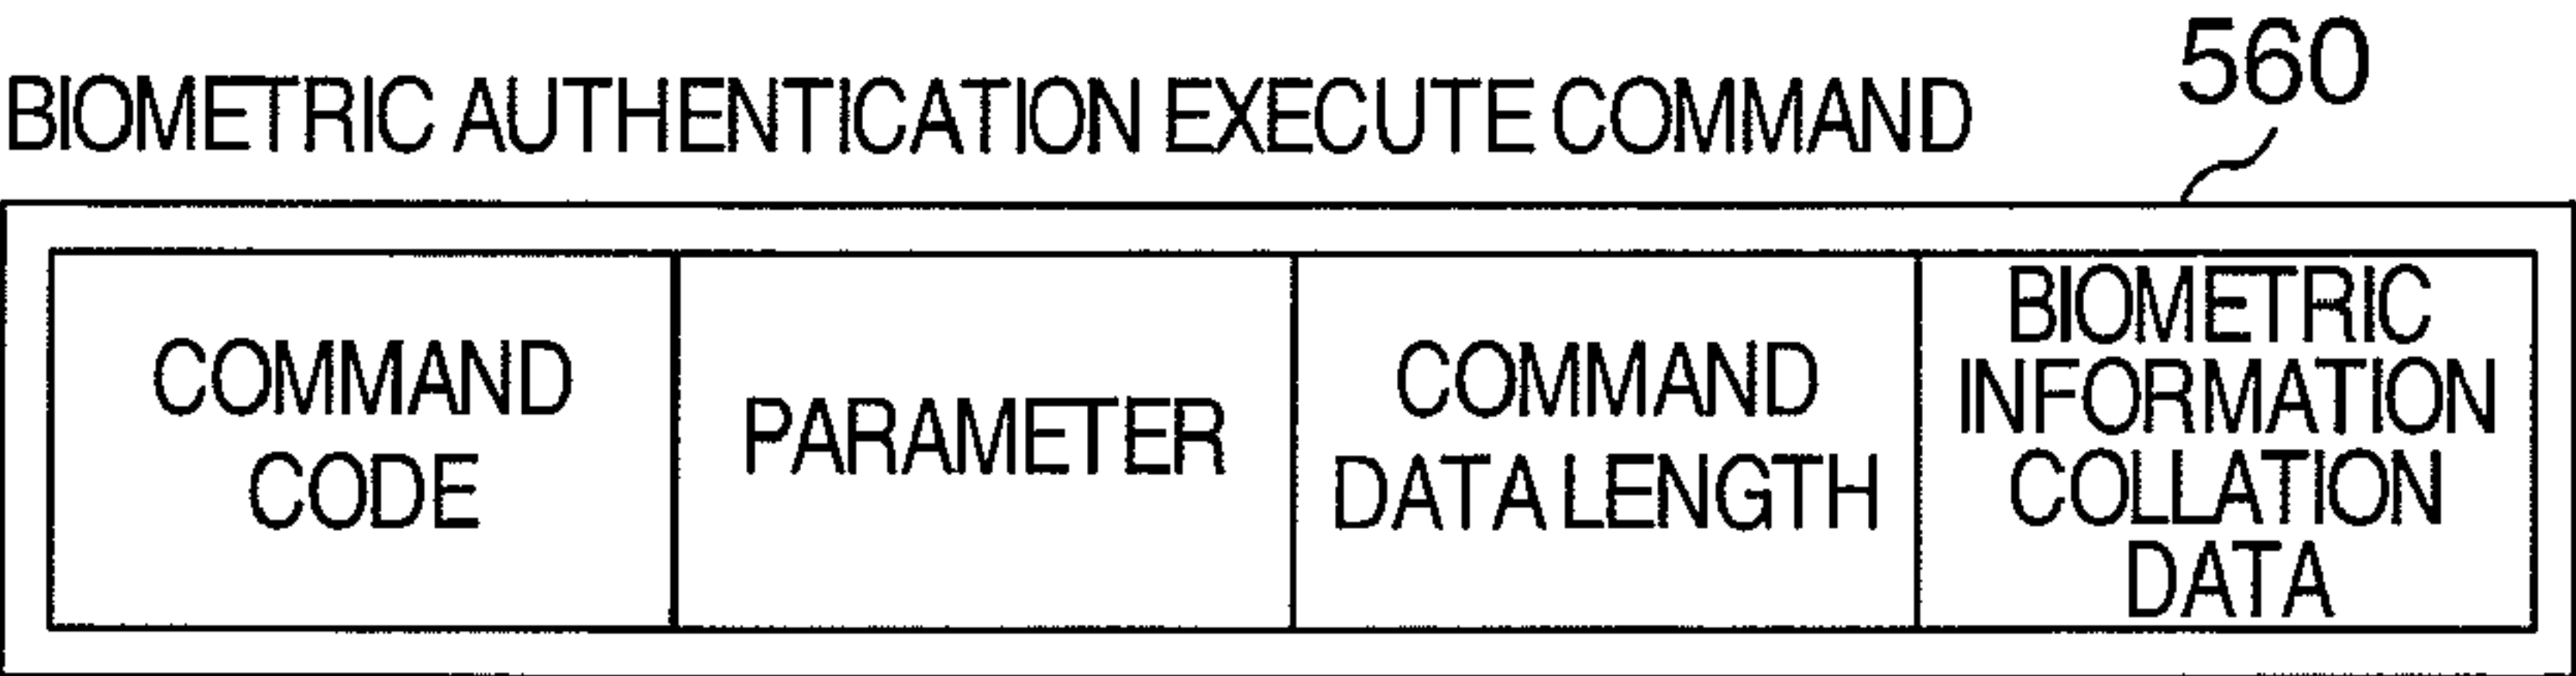 560
BIOMETRIC AUTHENTICATION EXECUTE COMMAND
COMMAND
CODE
PARAMETER
COMMAND
DATA LENGTH
BIOMETRIC
INFORMATION
COLLATION
DATA